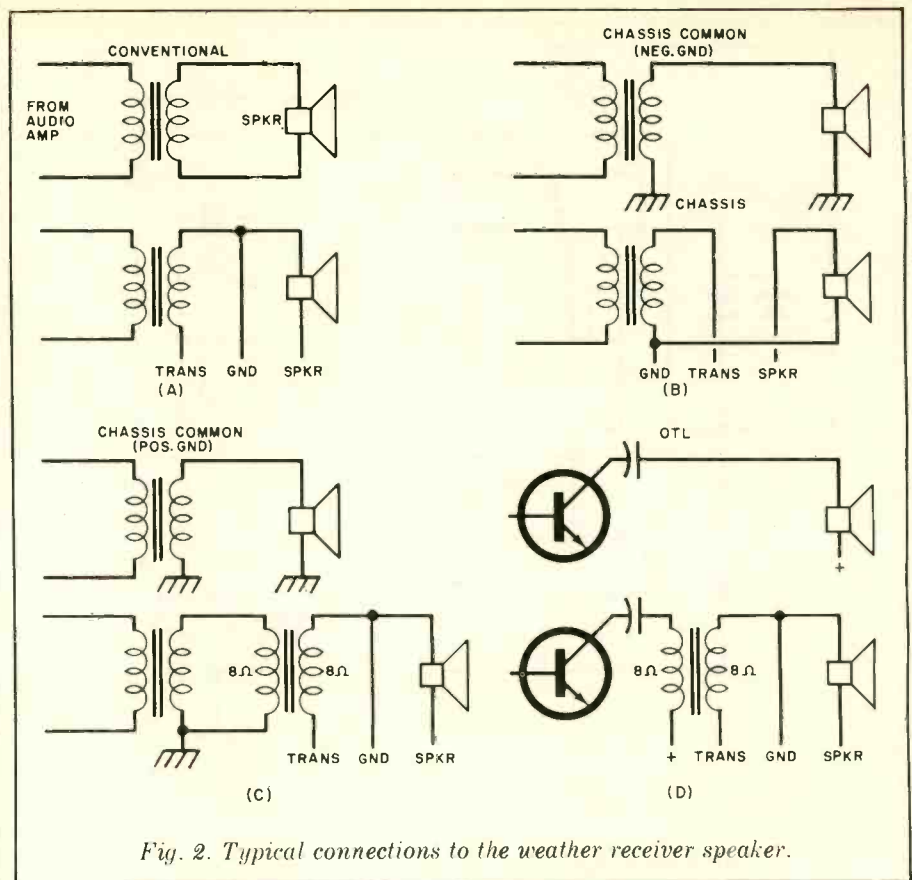 CONVENTIONAL
FROM
AUDIO
AMP
SPKR
TRANS GND SPKR
(A)
CHASSIS COMMON
(NEG. GND)
CHASSIS
GND TRANS SPKR
(B)
CHASSIS COMMON
(POS. GND)
8Ω 8Ω
TRANS GND SPKR
(C)
OTL
+
8Ω 8Ω
+ TRANS GND SPKR
(D)
Fig. 2. Typical connections to the weather receiver speaker.